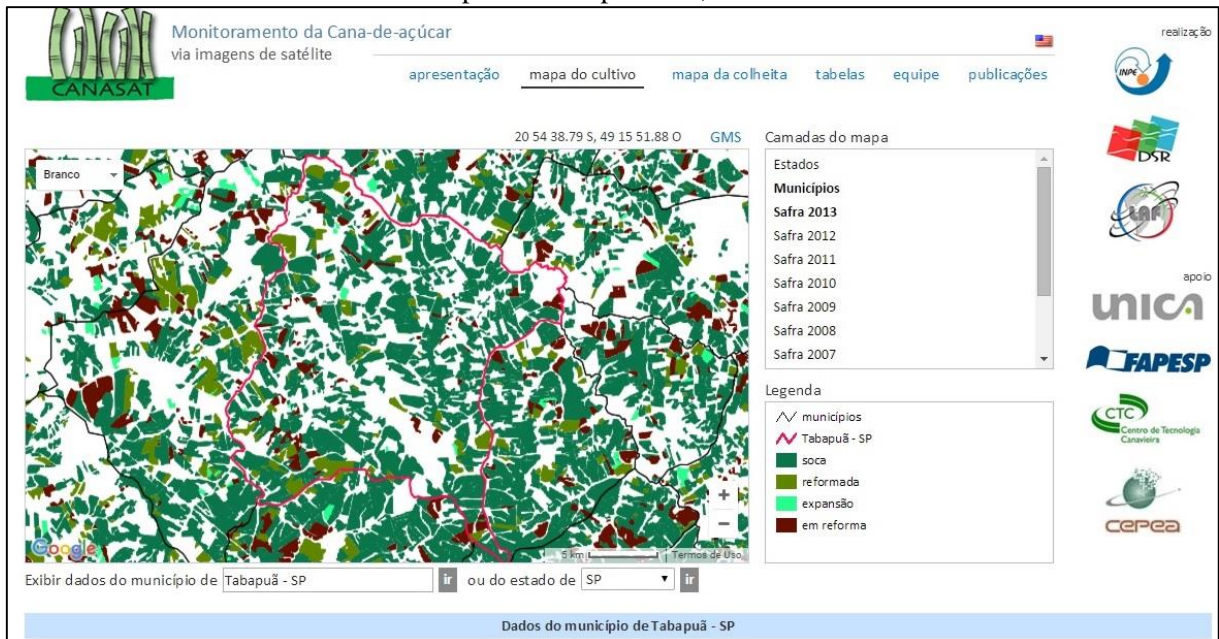 Monitoramento da Cana-de-açúcar
via imagens de satélite
CANASAT
apresentação mapa do cultivo mapa da colheita tabelas equipe publicações
realização
INPE
DSR
LAF
apoio
unica
FAPESP
CTC
Centro de Tecnologia
Canavieira
cepea
20 54 38.79 S, 49 15 51.88 O GMS
Branco
Camadas do mapa
Estados
Municípios
Safra 2013
Safra 2012
Safra 2011
Safra 2010
Safra 2009
Safra 2008
Safra 2007
Legenda
municípios
Tabapuã - SP
soca
reformada
expansão
em reforma
+
−
Google
5 km
Termos de Uso
Exibir dados do município de Tabapuã - SP ir ou do estado de SP ir
Dados do município de Tabapuã - SP